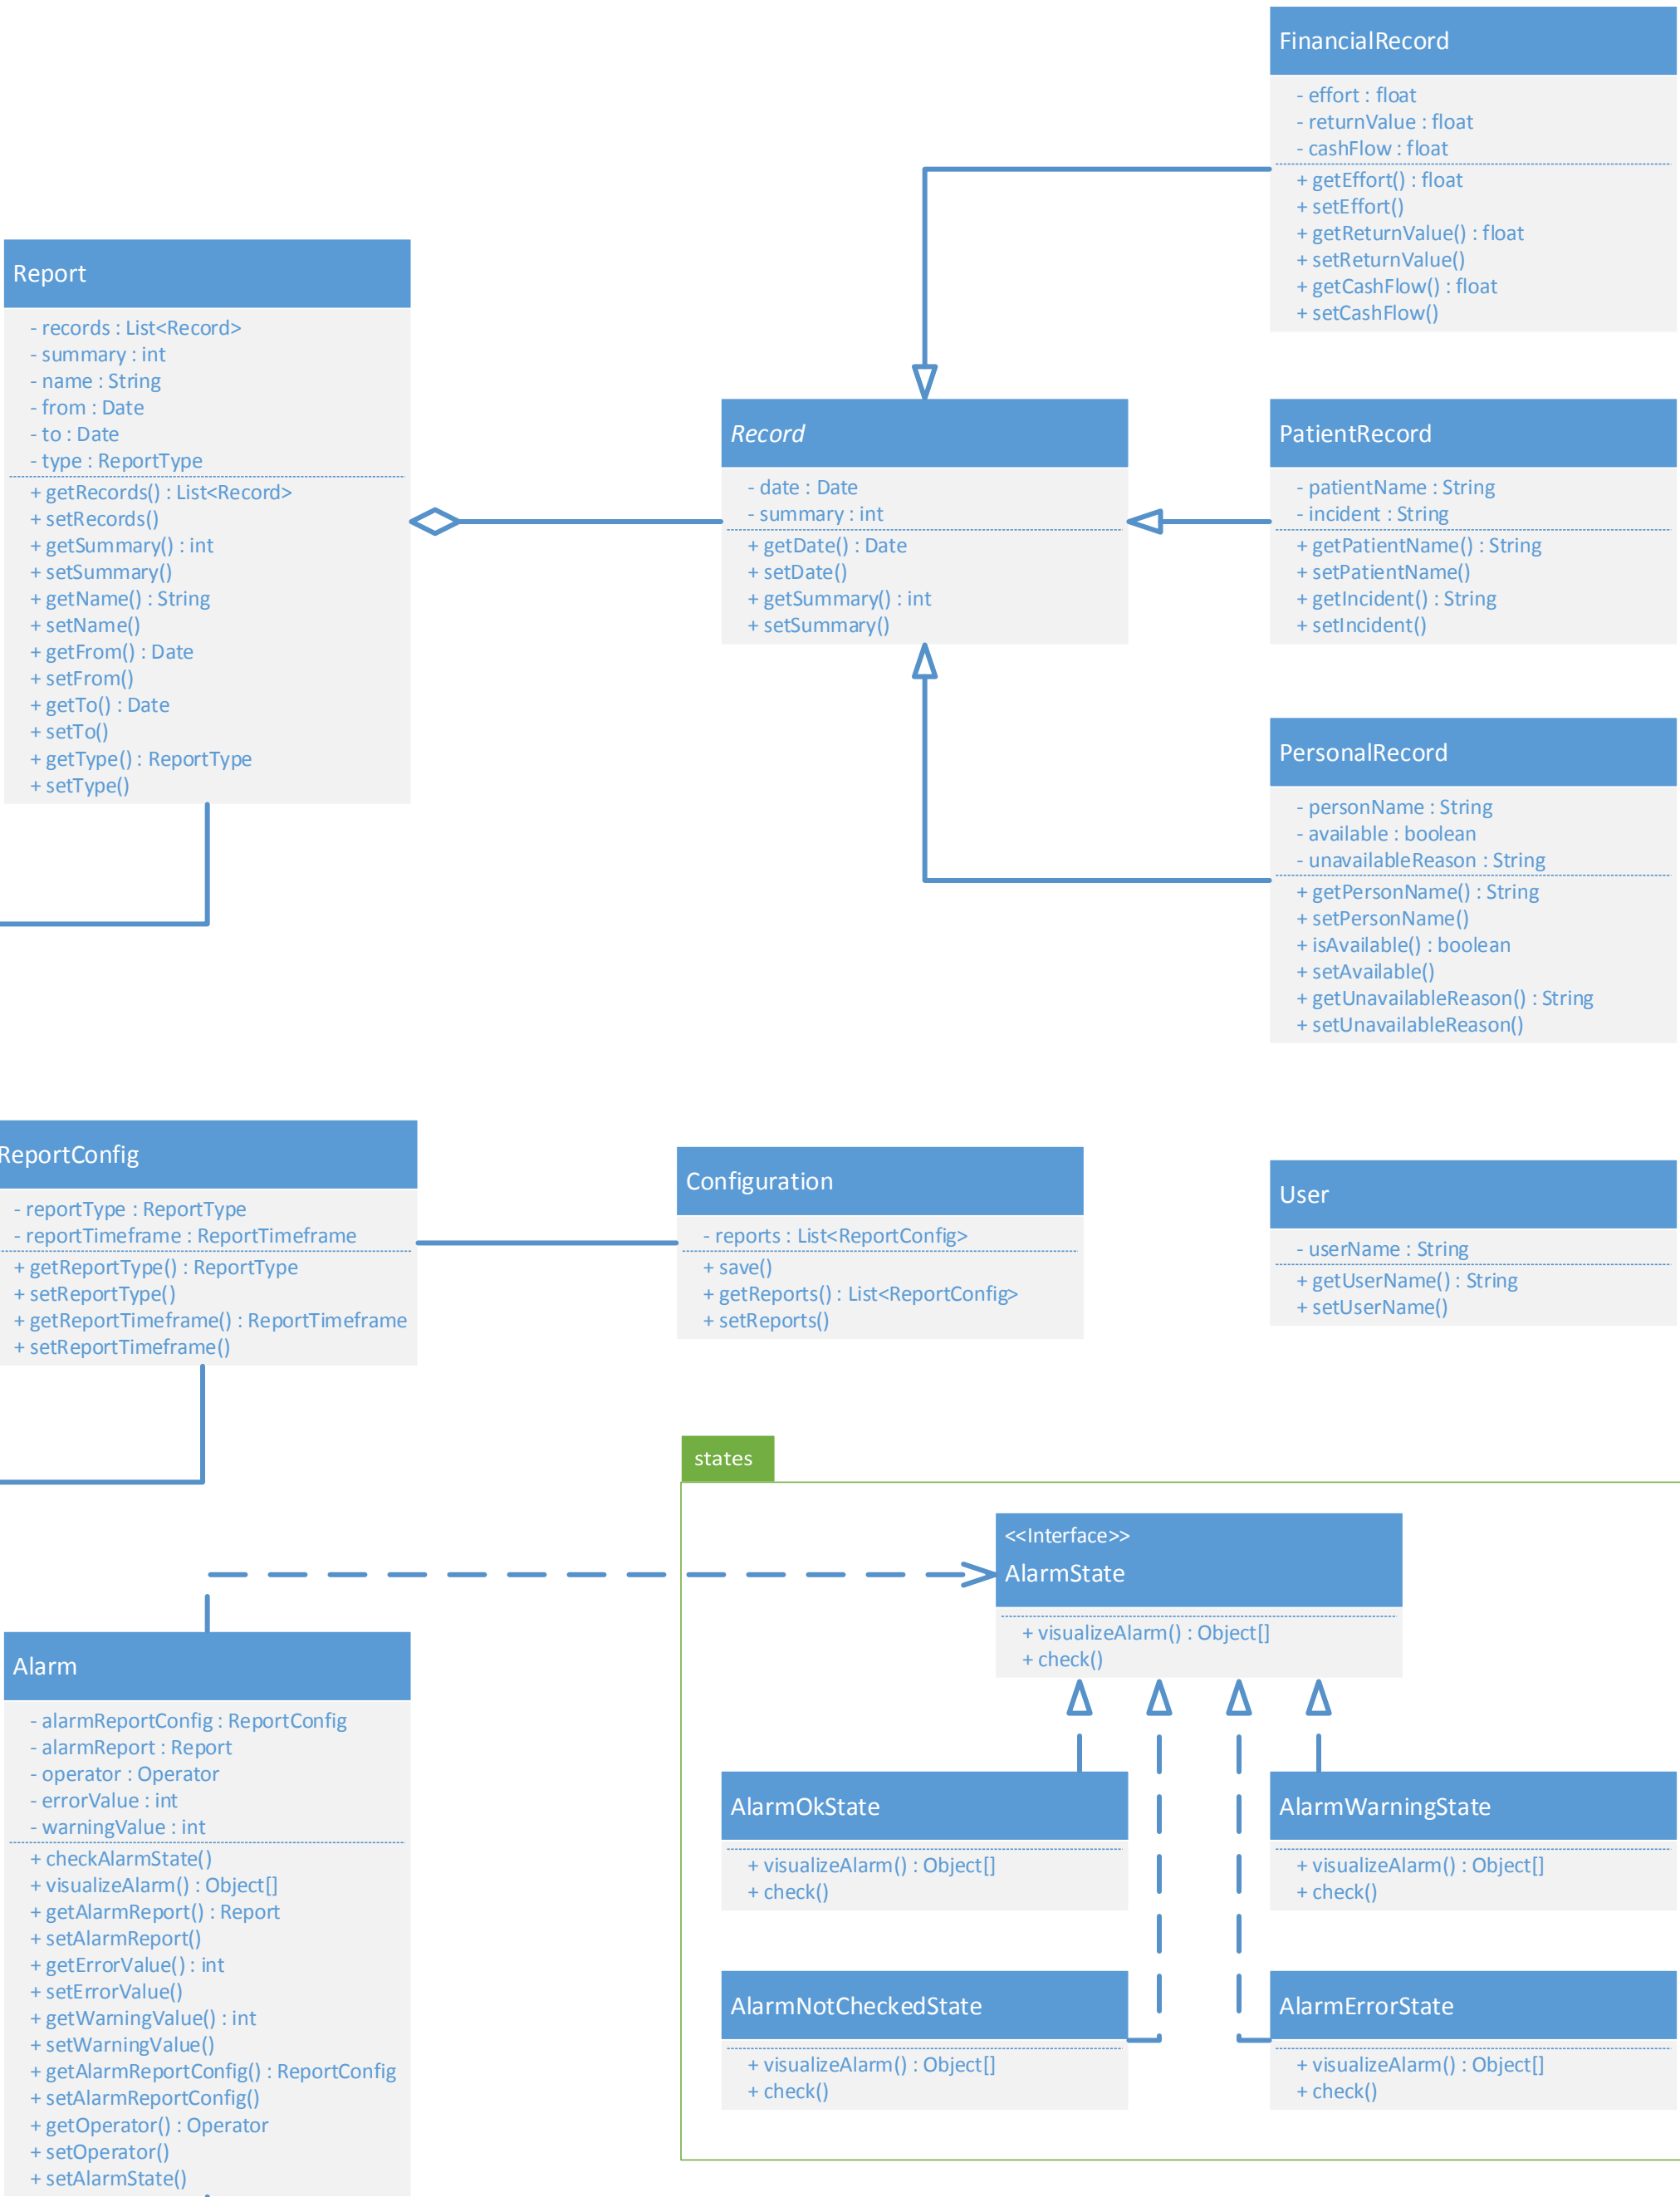 FinancialRecord
- effort : float
- returnValue : float
- cashFlow : float
+ getEffort() : float
+ setEffort()
+ getReturnValue() : float
+ setReturnValue()
+ getCashFlow() : float
+ setCashFlow()
Report
- records : List<Record>
- summary : int
- name : String
- from : Date
- to : Date
- type : ReportType
+ getRecords() : List<Record>
+ setRecords()
+ getSummary() : int
+ setSummary()
+ getName() : String
+ setName()
+ getFrom() : Date
+ setFrom()
+ getTo() : Date
+ setTo()
+ getType() : ReportType
+ setType()
Record
- date : Date
- summary : int
+ getDate() : Date
+ setDate()
+ getSummary() : int
+ setSummary()
PatientRecord
- patientName : String
- incident : String
+ getPatientName() : String
+ setPatientName()
+ getIncident() : String
+ setIncident()
PersonalRecord
- personName : String
- available : boolean
- unavailableReason : String
+ getPersonName() : String
+ setPersonName()
+ isAvailable() : boolean
+ setAvailable()
+ getUnavailableReason() : String
+ setUnavailableReason()
ReportConfig
- reportType : ReportType
- reportTimeframe : ReportTimeframe
+ getReportType() : ReportType
+ setReportType()
+ getReportTimeframe() : ReportTimeframe
+ setReportTimeframe()
Configuration
- reports : List<ReportConfig>
+ save()
+ getReports() : List<ReportConfig>
+ setReports()
User
- userName : String
+ getUserName() : String
+ setUserName()
states
<<Interface>>
AlarmState
+ visualizeAlarm() : Object[]
+ check()
Alarm
- alarmReportConfig : ReportConfig
- alarmReport : Report
- operator : Operator
- errorValue : int
- warningValue : int
+ checkAlarmState()
+ visualizeAlarm() : Object[]
+ getAlarmReport() : Report
+ setAlarmReport()
+ getErrorValue() : int
+ setErrorValue()
+ getWarningValue() : int
+ setWarningValue()
+ getAlarmReportConfig() : ReportConfig
+ setAlarmReportConfig()
+ getOperator() : Operator
+ setOperator()
+ setAlarmState()
AlarmOkState
+ visualizeAlarm() : Object[]
+ check()
AlarmWarningState
+ visualizeAlarm() : Object[]
+ check()
AlarmNotCheckedState
+ visualizeAlarm() : Object[]
+ check()
AlarmErrorState
+ visualizeAlarm() : Object[]
+ check()